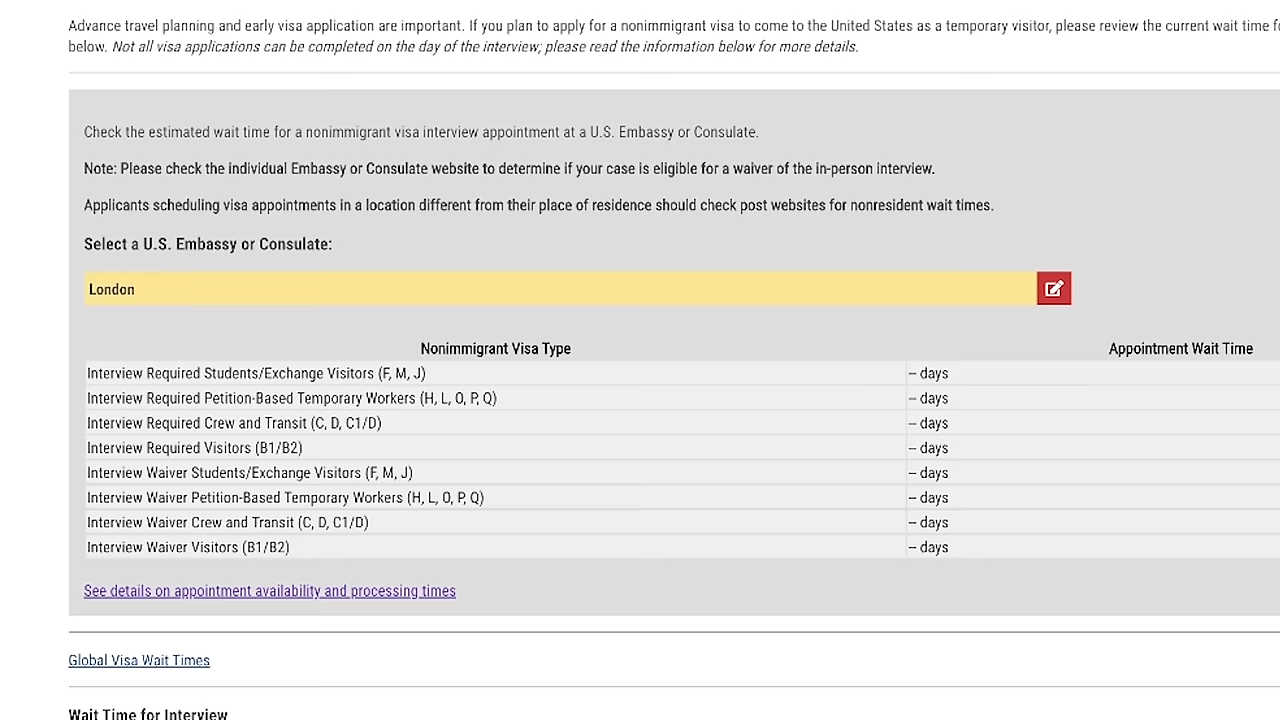 Advance travel planning and early visa application are important. If you plan to apply for a nonimmigrant visa to come to the United States as a temporary visitor, please review the current wait time
below. Not all visa applications can be completed on the day of the interview; please read the information below for more details.
Check the estimated wait time for a nonimmigrant visa interview appointment at a U.S. Embassy or Consulate.
Note: Please check the individual Embassy or Consulate website to determine if your case is eligible for a waiver of the in-person interview.
Applicants scheduling visa appointments in a location different from their place of residence should check post websites for nonresident wait times.
Select a U.S. Embassy or Consulate:
London
Nonimmigrant Visa Type Appointment Wait Time
Interview Required Students/Exchange Visitors (F, M, J) -- days
Interview Required Petition-Based Temporary Workers (H, L, O, P, Q) -- days
Interview Required Crew and Transit (C, D, C1/D) -- days
Interview Required Visitors (B1/B2) -- days
Interview Waiver Students/Exchange Visitors (F, M, J) -- days
Interview Waiver Petition-Based Temporary Workers (H, L, O, P, Q) -- days
Interview Waiver Crew and Transit (C, D, C1/D) -- days
Interview Waiver Visitors (B1/B2) -- days
See details on appointment availability and processing times
Global Visa Wait Times
Wait Time for Interview